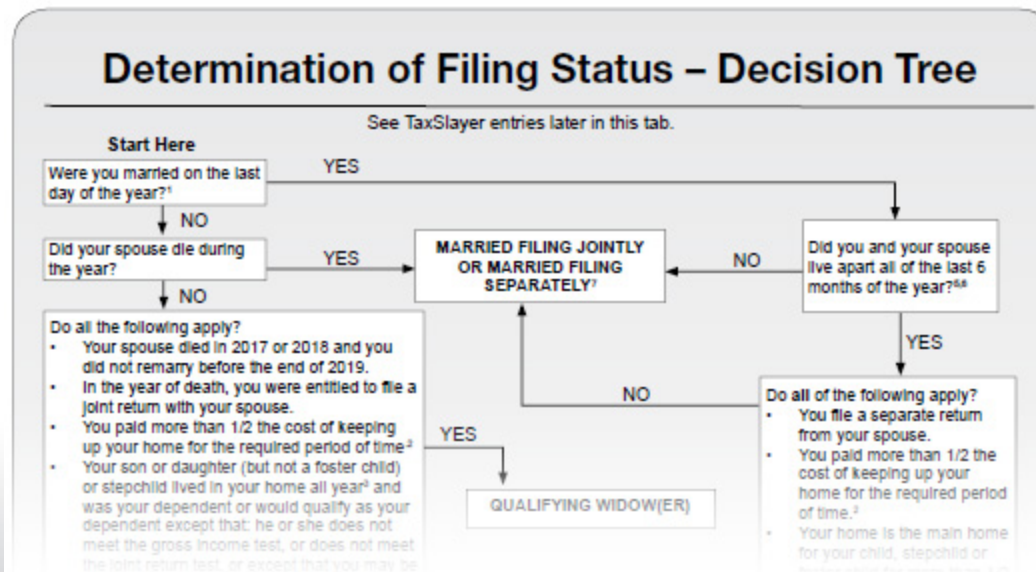 Determination of Filing Status – Decision Tree
See TaxSlayer entries later in this tab.
Start Here
Were you married on the last
day of the year?¹
YES
NO
Did your spouse die during
the year?
YES
MARRIED FILING JOINTLY
OR MARRIED FILING
SEPARATELY⁷
NO
Did you and your spouse
live apart all of the last 6
months of the year?⁵,⁶
NO
YES
Do all the following apply?
• Your spouse died in 2017 or 2018 and you
did not remarry before the end of 2019.
• In the year of death, you were entitled to file a
joint return with your spouse.
• You paid more than 1/2 the cost of keeping
up your home for the required period of time.²
• Your son or daughter (but not a foster child)
or stepchild lived in your home all year³ and
was your dependent or would qualify as your
dependent except that: he or she does not
meet the gross income test, or does not meet
the joint return test, or except that you may be
YES
QUALIFYING WIDOW(ER)
NO
Do all of the following apply?
• You file a separate return
from your spouse.
• You paid more than 1/2 the
cost of keeping up your
home for the required period
of time.²
• Your home is the main home
for your child, stepchild or